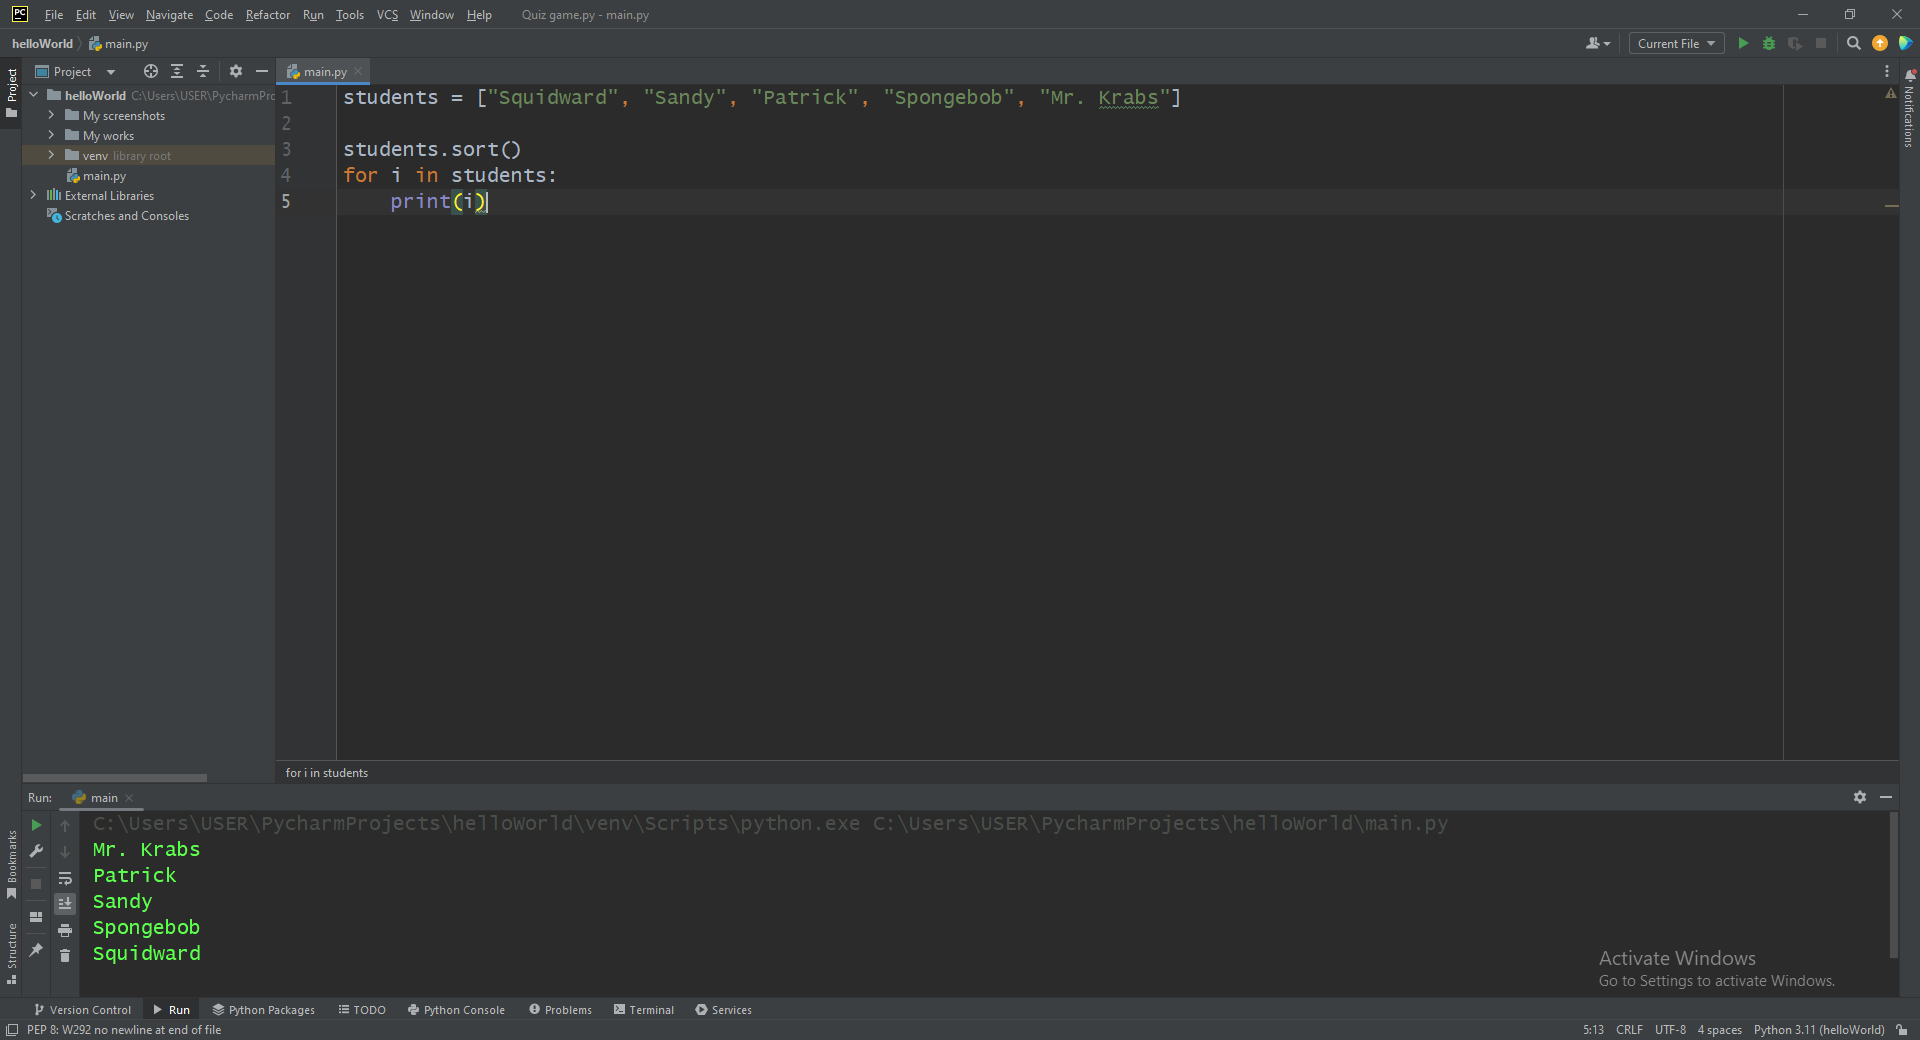 PC File Edit View Navigate Code Refactor Run Tools VCS Window Help Quiz game.py - main.py
helloWorld main.py Current File
Project main.py
Project
helloWorld C:\Users\USER\PycharmPro
My screenshots
My works
venv library root
main.py
External Libraries
Scratches and Consoles
1 students = ["Squidward", "Sandy", "Patrick", "Spongebob", "Mr. Krabs"]
2
3 students.sort()
4 for i in students:
5 print(i)
Notifications
for i in students
Run: main
C:\Users\USER\PycharmProjects\helloWorld\venv\Scripts\python.exe C:\Users\USER\PycharmProjects\helloWorld\main.py
Mr. Krabs
Patrick
Sandy
Spongebob
Squidward
Bookmarks
Structure
Activate Windows
Go to Settings to activate Windows.
Version Control Run Python Packages TODO Python Console Problems Terminal Services
PEP 8: W292 no newline at end of file 5:13 CRLF UTF-8 4 spaces Python 3.11 (helloWorld)